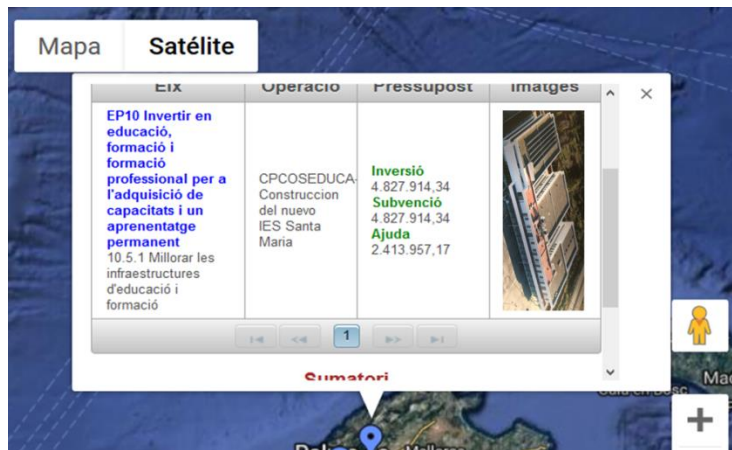 Mapa Satélite
Eix Operació Pressupost Imatges
EP10 Invertir en
educació,
formació i
formació
professional per a
l'adquisició de
capacitats i un
aprenentatge
permanent
10.5.1 Millorar les
infraestructures
d'educació i
formació
CPCOSEDUCA-
Construccion
del nuevo
IES Santa
Maria
Inversió
4.827.914,34
Subvenció
4.827.914,34
Ajuda
2.413.957,17
1
Sumatori